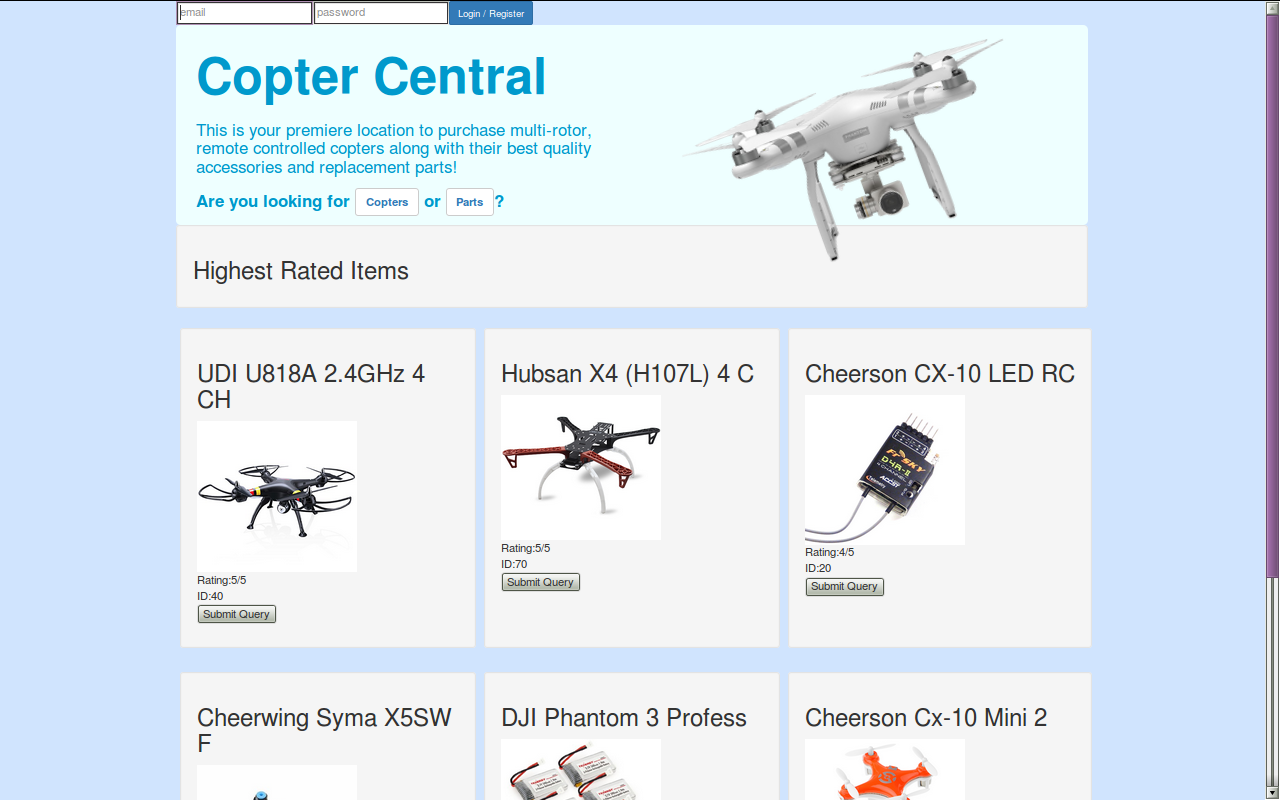 email password Login / Register
Copter Central
This is your premiere location to purchase multi-rotor,
remote controlled copters along with their best quality
accessories and replacement parts!
Are you looking for Copters or Parts ?
Highest Rated Items
UDI U818A 2.4GHz 4
CH
Rating:5/5
ID:40
Submit Query
Hubsan X4 (H107L) 4 C
Rating:5/5
ID:70
Submit Query
Cheerson CX-10 LED RC
FrSKY
D4R-II
ACCST
Rating:4/5
ID:20
Submit Query
Cheerwing Syma X5SW
F
DJI Phantom 3 Profess
Cheerson Cx-10 Mini 2